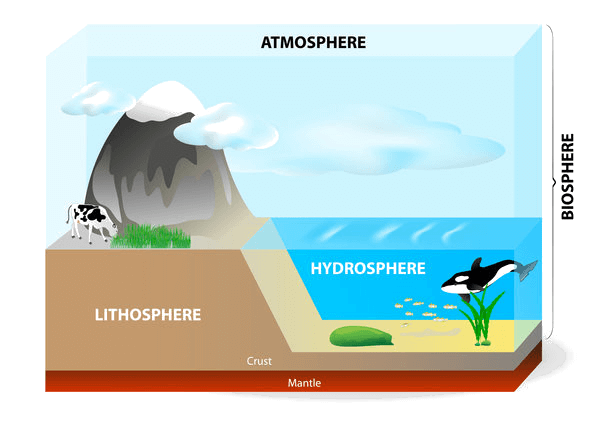 ATMOSPHERE
BIOSPHERE
HYDROSPHERE
LITHOSPHERE
Crust
Mantle